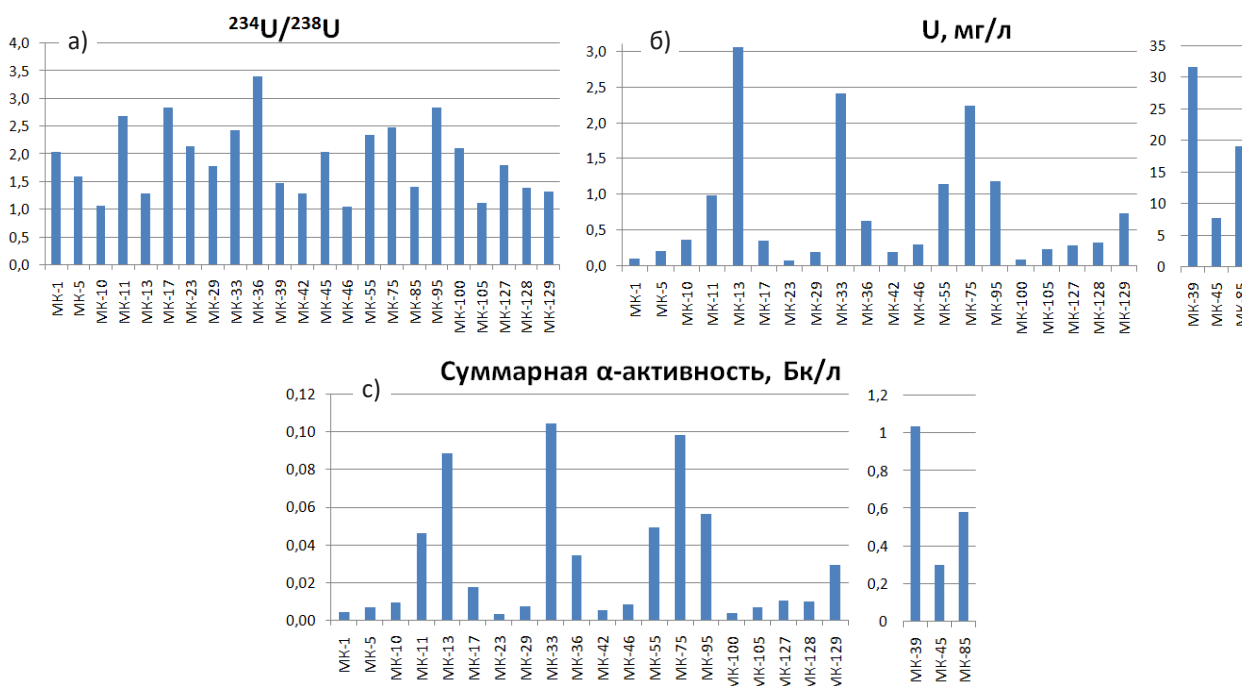 ²³⁴U/²³⁸U
а)
4,0
3,5
3,0
2,5
2,0
1,5
1,0
0,5
0,0
МК-1
МК-5
МК-10
МК-11
МК-13
МК-17
МК-23
МК-29
МК-33
МК-36
МК-39
МК-42
МК-45
МК-46
МК-55
МК-75
МК-85
МК-95
МК-100
МК-105
МК-127
МК-128
МК-129
U, мг/л
б)
3,0
2,5
2,0
1,5
1,0
0,5
0,0
МК-1
МК-5
МК-10
МК-11
МК-13
МК-17
МК-23
МК-29
МК-33
МК-36
МК-42
МК-46
МК-55
МК-75
МК-95
МК-100
МК-105
МК-127
МК-128
МК-129
35
30
25
20
15
10
5
0
МК-39
МК-45
МК-85
Суммарная α-активность, Бк/л
с)
0,12
0,10
0,08
0,06
0,04
0,02
0,00
МК-1
МК-5
МК-10
МК-11
МК-13
МК-17
МК-23
МК-29
МК-33
МК-36
МК-42
МК-46
МК-55
МК-75
МК-95
МК-100
МК-105
МК-127
МК-128
МК-129
1,2
1
0,8
0,6
0,4
0,2
0
МК-39
МК-45
МК-85